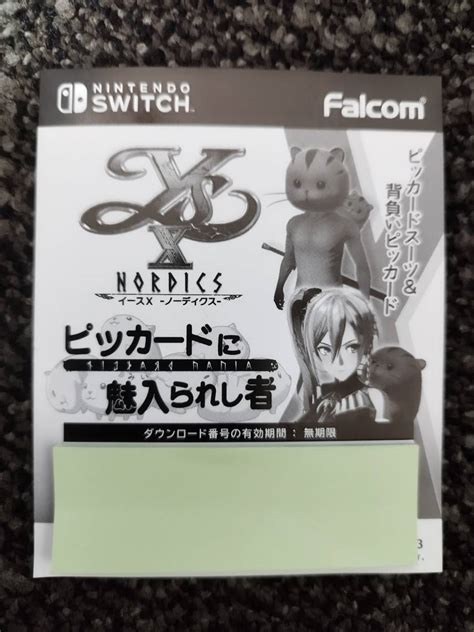 NINTENDO
SWITCH
Falcom
Ys
X
NORDICS
イースX -ノーディクス-
ピッカードスーツ&
背負いピッカード
ピッカードに
魅入られし者
ダウンロード番号の有効期間 : 無期限